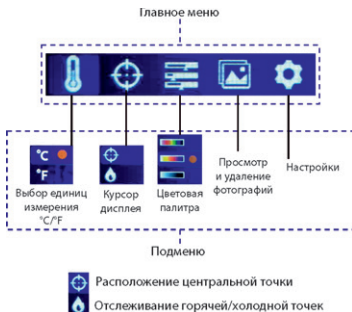 Главное меню
°C
°F
Выбор единиц
измерения
°C/°F
Курсор
дисплея
Цветовая
палитра
Просмотр
и удаление
фотографий
Настройки
Подменю
Расположение центральной точки
Отслеживание горячей/холодной точек